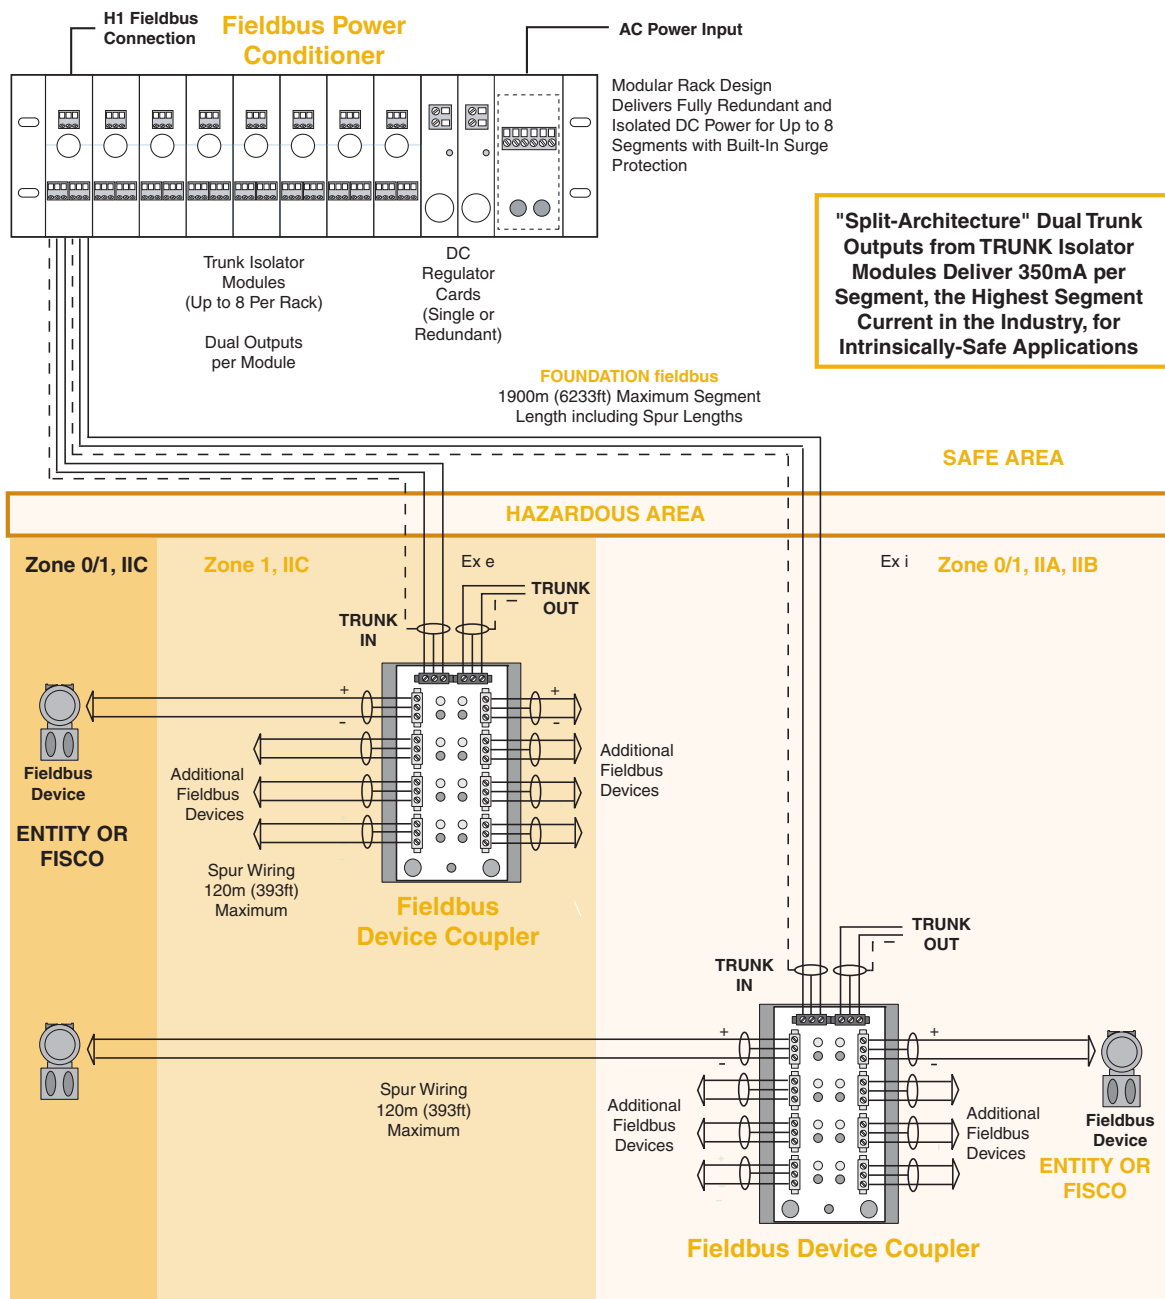 H1 Fieldbus
Connection
Fieldbus Power
Conditioner
AC Power Input
Modular Rack Design
Delivers Fully Redundant and
Isolated DC Power for Up to 8
Segments with Built-In Surge
Protection
"Split-Architecture" Dual Trunk
Outputs from TRUNK Isolator
Modules Deliver 350mA per
Segment, the Highest Segment
Current in the Industry, for
Intrinsically-Safe Applications
Trunk Isolator
Modules
(Up to 8 Per Rack)
Dual Outputs
per Module
DC
Regulator
Cards
(Single or
Redundant)
FOUNDATION fieldbus
1900m (6233ft) Maximum Segment
Length including Spur Lengths
SAFE AREA
HAZARDOUS AREA
Zone 0/1, IIC
Zone 1, IIC
Ex e
Ex i
Zone 0/1, IIA, IIB
TRUNK
OUT
TRUNK
IN
+
-
+
-
Fieldbus
Device
ENTITY OR
FISCO
Additional
Fieldbus
Devices
Additional
Fieldbus
Devices
Spur Wiring
120m (393ft)
Maximum
Fieldbus
Device Coupler
TRUNK
OUT
TRUNK
IN
+
-
+
-
Spur Wiring
120m (393ft)
Maximum
Additional
Fieldbus
Devices
Additional
Fieldbus
Devices
Fieldbus
Device
ENTITY OR
FISCO
Fieldbus Device Coupler